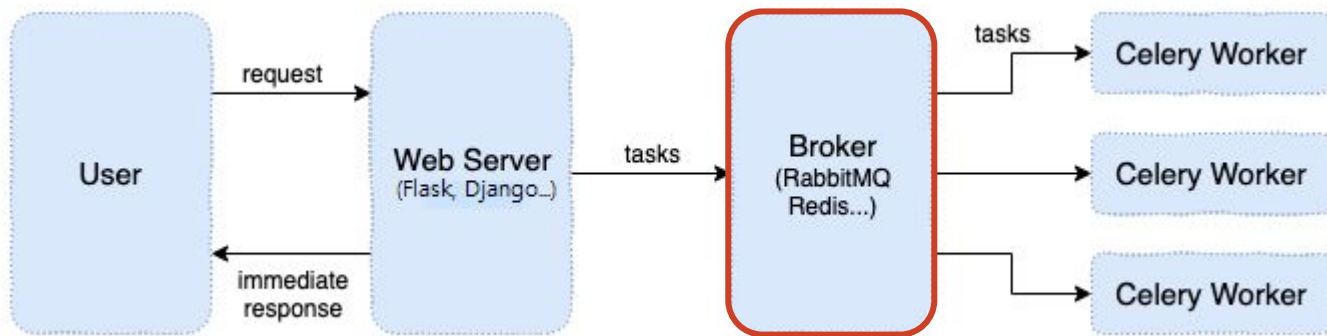 User
request
immediate
response
Web Server
(Flask, Django...)
tasks
Broker
(RabbitMQ
Redis...)
tasks
Celery Worker
Celery Worker
Celery Worker